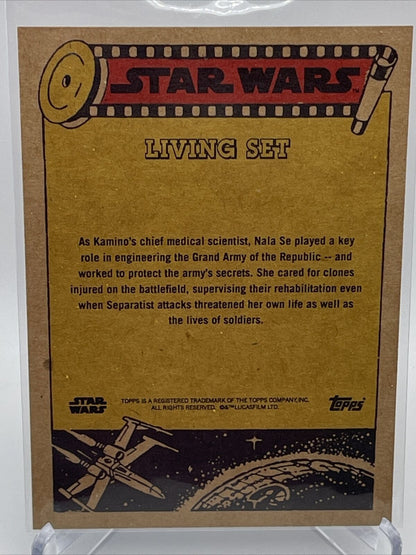 STAR WARS
LIVING SET
As Kamino's chief medical scientist, Nala Se played a key
role in engineering the Grand Army of the Republic -- and
worked to protect the army's secrets. She cared for clones
injured on the battlefield, supervising their rehabilitation even
when Separatist attacks threatened her own life as well as
the lives of soldiers.
STAR
WARS
TOPPS IS A REGISTERED TRADEMARK OF THE TOPPS COMPANY, INC.
ALL RIGHTS RESERVED. ©&™LUCASFILM LTD.
Topps